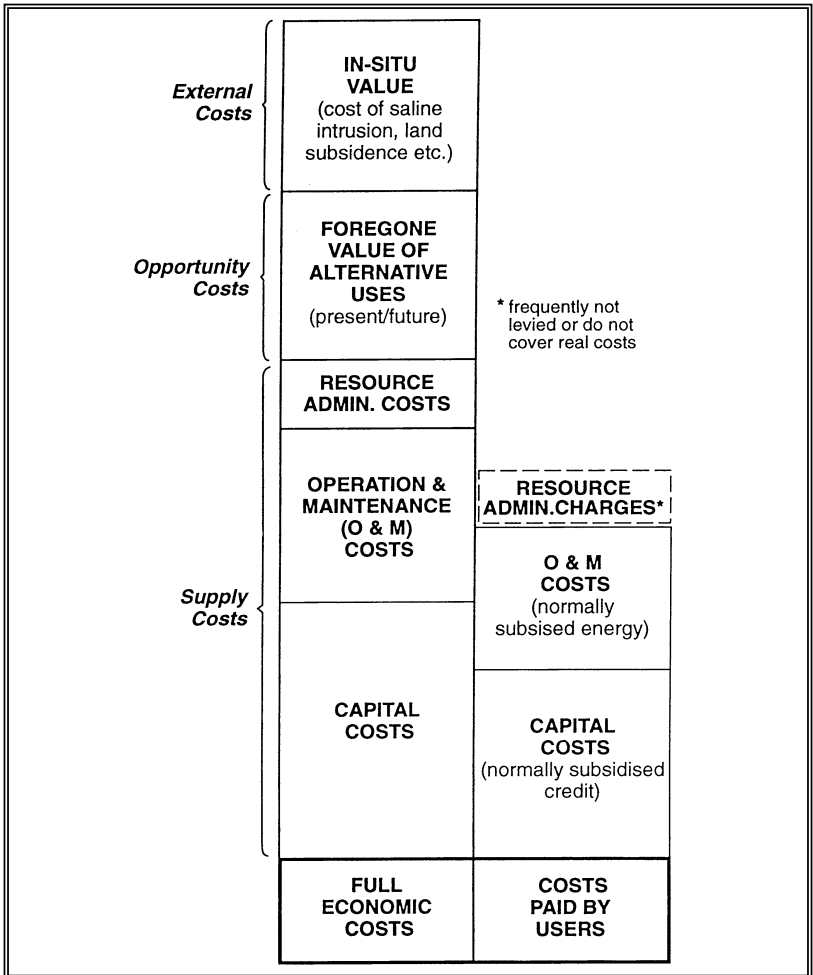 External
Costs
IN-SITU
VALUE
(cost of saline
intrusion, land
subsidence etc.)
Opportunity
Costs
FOREGONE
VALUE OF
ALTERNATIVE
USES
(present/future)
* frequently not
levied or do not
cover real costs
Supply
Costs
RESOURCE
ADMIN. COSTS
OPERATION &
MAINTENANCE
(O & M)
COSTS
CAPITAL
COSTS
RESOURCE
ADMIN.CHARGES*
O & M
COSTS
(normally
subsised energy)
CAPITAL
COSTS
(normally subsidised
credit)
FULL
ECONOMIC
COSTS
COSTS
PAID BY
USERS